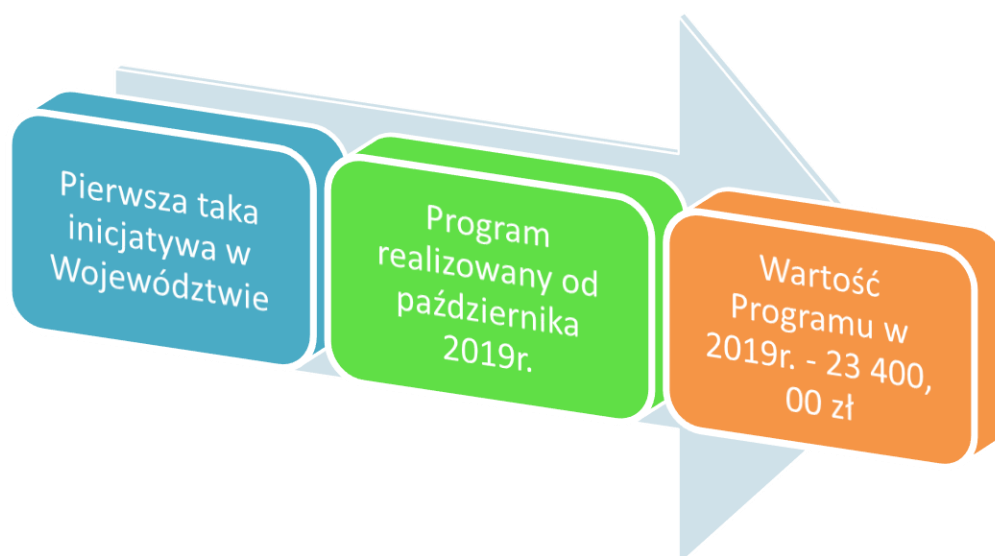 Pierwsza taka
inicjatywa w
Województwie
Program
realizowany od
października
2019r.
Wartość
Programu w
2019r. - 23 400,
00 zł